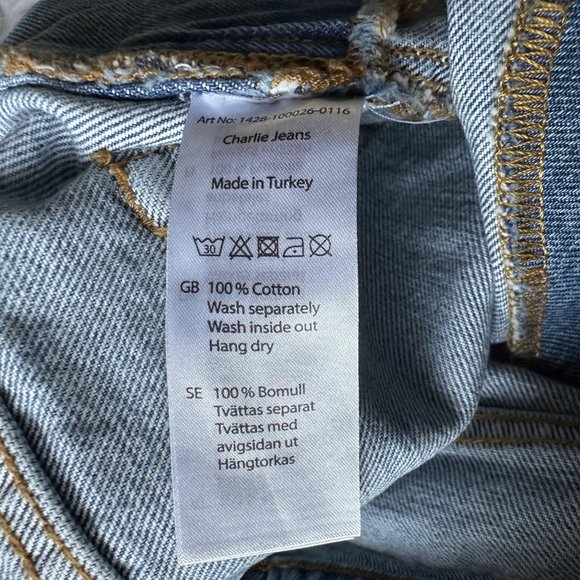 Art No: 1428-100026-0116
Charlie Jeans
Made in Turkey
30
GB 100% Cotton
Wash separately
Wash inside out
Hang dry
SE 100% Bomull
Tvättas separat
Tvättas med
avigsidan ut
Hängtorkas